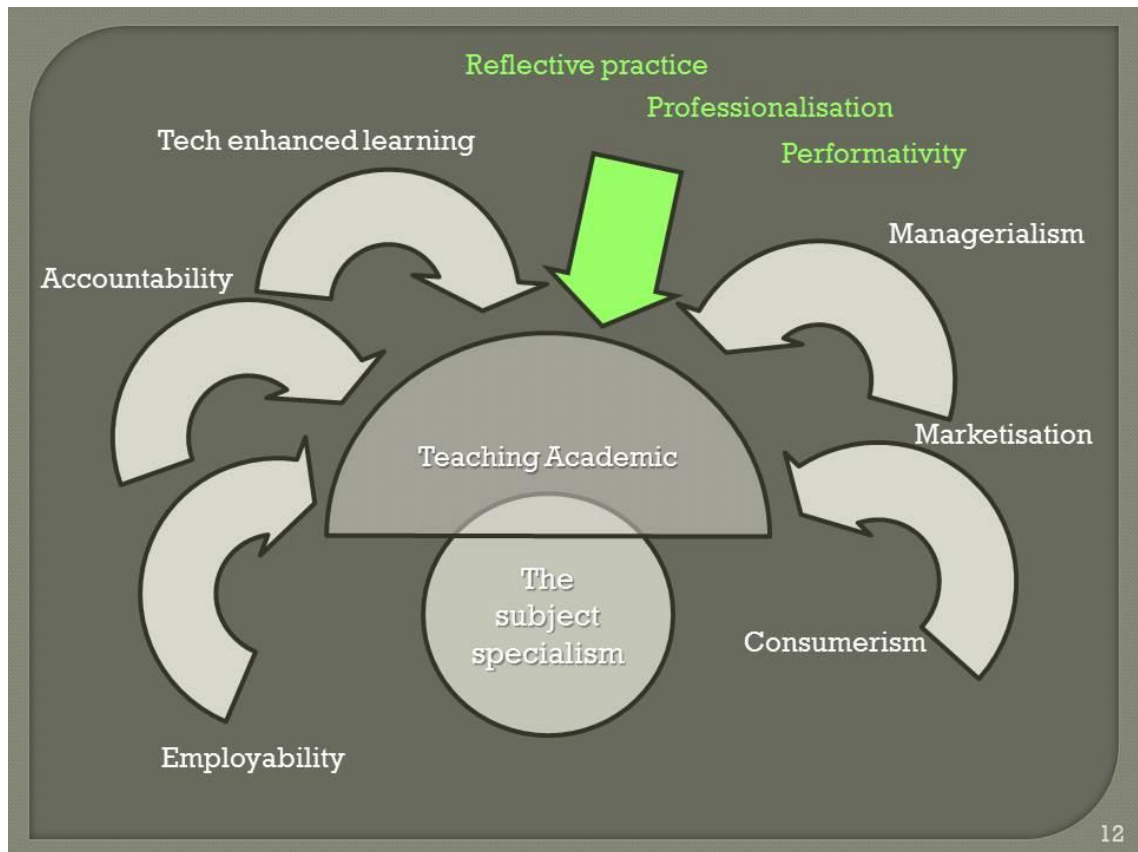 Reflective practice
Professionalisation
Performativity
Tech enhanced learning
Managerialism
Accountability
Marketisation
Teaching Academic
The
subject
specialism
Consumerism
Employability
12